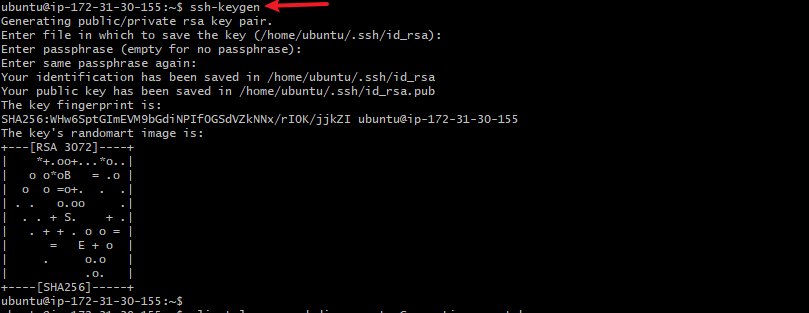 ubuntu@ip-172-31-30-155:~$ ssh-keygen
Generating public/private rsa key pair.
Enter file in which to save the key (/home/ubuntu/.ssh/id_rsa):
Enter passphrase (empty for no passphrase):
Enter same passphrase again:
Your identification has been saved in /home/ubuntu/.ssh/id_rsa
Your public key has been saved in /home/ubuntu/.ssh/id_rsa.pub
The key fingerprint is:
SHA256:WHw6SptGImEVM9bGdiNPIfOGSdVZkNNx/rIOK/jjkZI ubuntu@ip-172-31-30-155
The key's randomart image is:
+---[RSA 3072]----+
|    *+.oo+...*o..|
|   o o*oB   = .o |
|  o  o =o+.  .  .|
| . .   o.oo     .|
|  . . + S.    + .|
|   . + + . o o = |
|      =   E + o  |
|     .     o.o   |
|           .o.   |
+----[SHA256]-----+
ubuntu@ip-172-31-30-155:~$